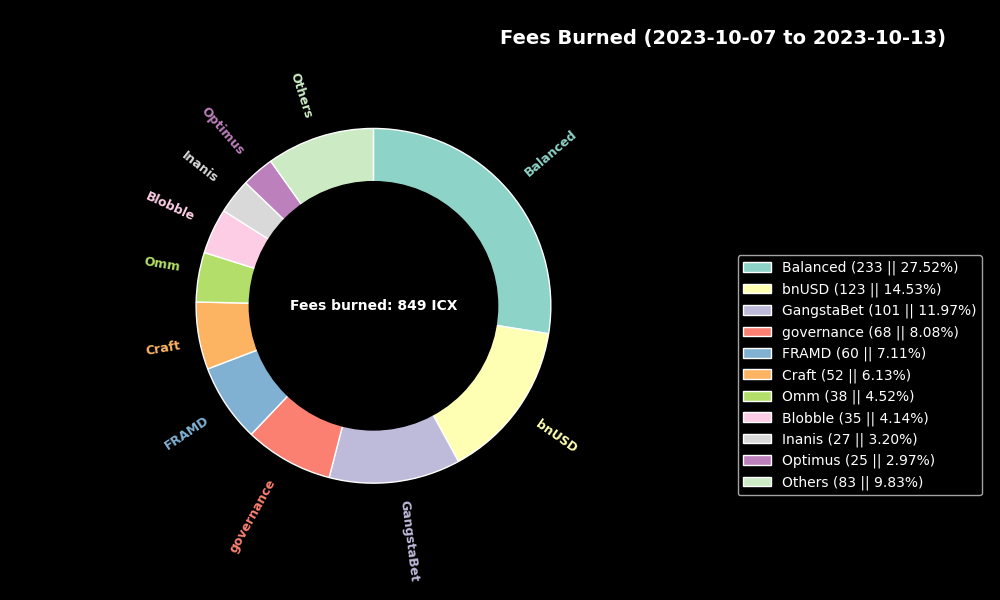 Fees Burned (2023-10-07 to 2023-10-13)
Others
Optimus
Balanced
Inanis
Blobble
Omm
Fees burned: 849 ICX
Craft
FRAMD
bnUSD
governance
GangstaBet
Balanced (233 || 27.52%)
bnUSD (123 || 14.53%)
GangstaBet (101 || 11.97%)
governance (68 || 8.08%)
FRAMD (60 || 7.11%)
Craft (52 || 6.13%)
Omm (38 || 4.52%)
Blobble (35 || 4.14%)
Inanis (27 || 3.20%)
Optimus (25 || 2.97%)
Others (83 || 9.83%)